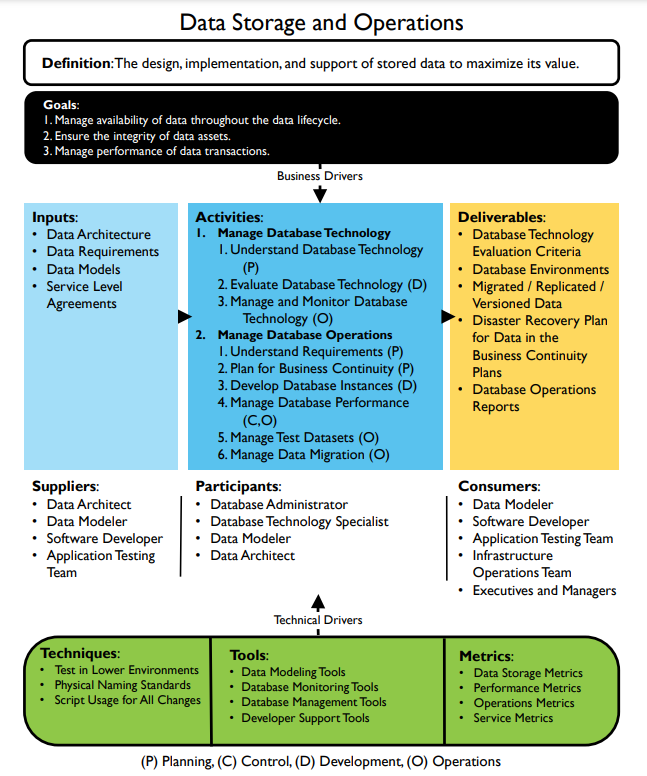 Data Storage and Operations
Definition:The design, implementation, and support of stored data to maximize its value.
Goals:
1. Manage availability of data throughout the data lifecycle.
2. Ensure the integrity of data assets.
3. Manage performance of data transactions.
Business Drivers
Inputs:
• Data Architecture
• Data Requirements
• Data Models
• Service Level
Agreements
Activities:
1. Manage Database Technology
1. Understand Database Technology
(P)
2. Evaluate Database Technology (D)
3. Manage and Monitor Database
Technology (O)
2. Manage Database Operations
1. Understand Requirements (P)
2. Plan for Business Continuity (P)
3. Develop Database Instances (D)
4. Manage Database Performance
(C,O)
5. Manage Test Datasets (O)
6. Manage Data Migration (O)
Deliverables:
• Database Technology
Evaluation Criteria
• Database Environments
• Migrated / Replicated /
Versioned Data
• Disaster Recovery Plan
for Data in the
Business Continuity
Plans
• Database Operations
Reports
Suppliers:
• Data Architect
• Data Modeler
• Software Developer
• Application Testing
Team
Participants:
• Database Administrator
• Database Technology Specialist
• Data Modeler
• Data Architect
Consumers:
• Data Modeler
• Software Developer
• Application Testing Team
• Infrastructure
Operations Team
• Executives and Managers
Technical Drivers
Techniques:
• Test in Lower Environments
• Physical Naming Standards
• Script Usage for All Changes
Tools:
• Data Modeling Tools
• Database Monitoring Tools
• Database Management Tools
• Developer Support Tools
Metrics:
• Data Storage Metrics
• Performance Metrics
• Operations Metrics
• Service Metrics
(P) Planning, (C) Control, (D) Development, (O) Operations